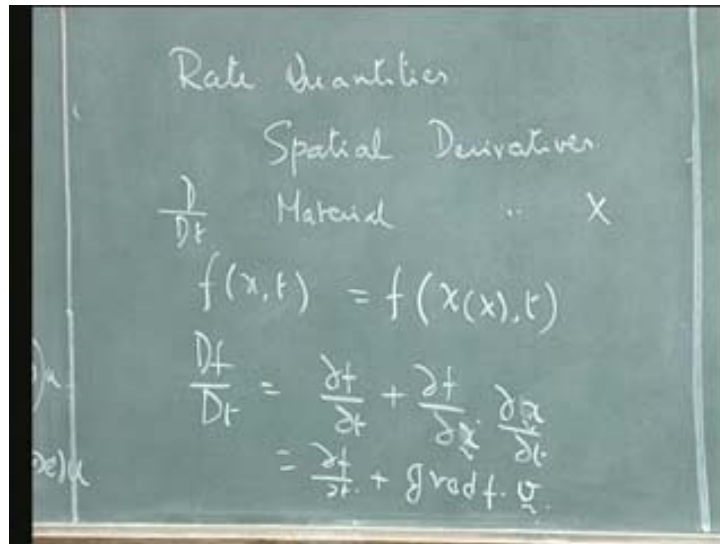 Rate Quantities
Spatial Derivatives
D/Dt Material " X
f(x,t) = f(χ(X),t)
Df/Dt = ∂f/∂t + ∂f/∂x ∂x/∂t
= ∂f/∂t + grad f . v